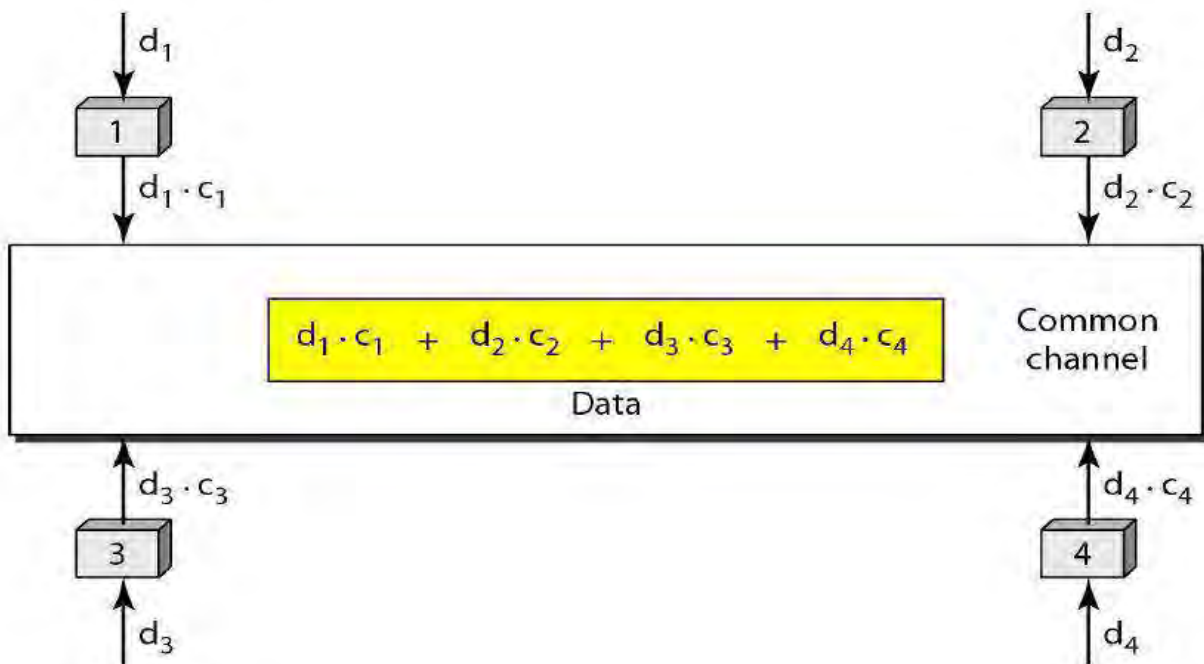 d₁ d₂
1 2
d₁ · c₁ d₂ · c₂
d₁ · c₁ + d₂ · c₂ + d₃ · c₃ + d₄ · c₄
Common
channel
Data
d₃ · c₃ d₄ · c₄
3 4
d₃ d₄